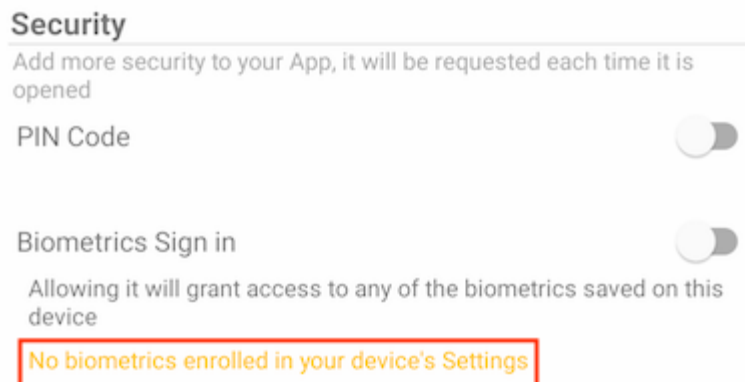 Security
Add more security to your App, it will be requested each time it is
opened
PIN Code
Biometrics Sign in
Allowing it will grant access to any of the biometrics saved on this
device
No biometrics enrolled in your device's Settings